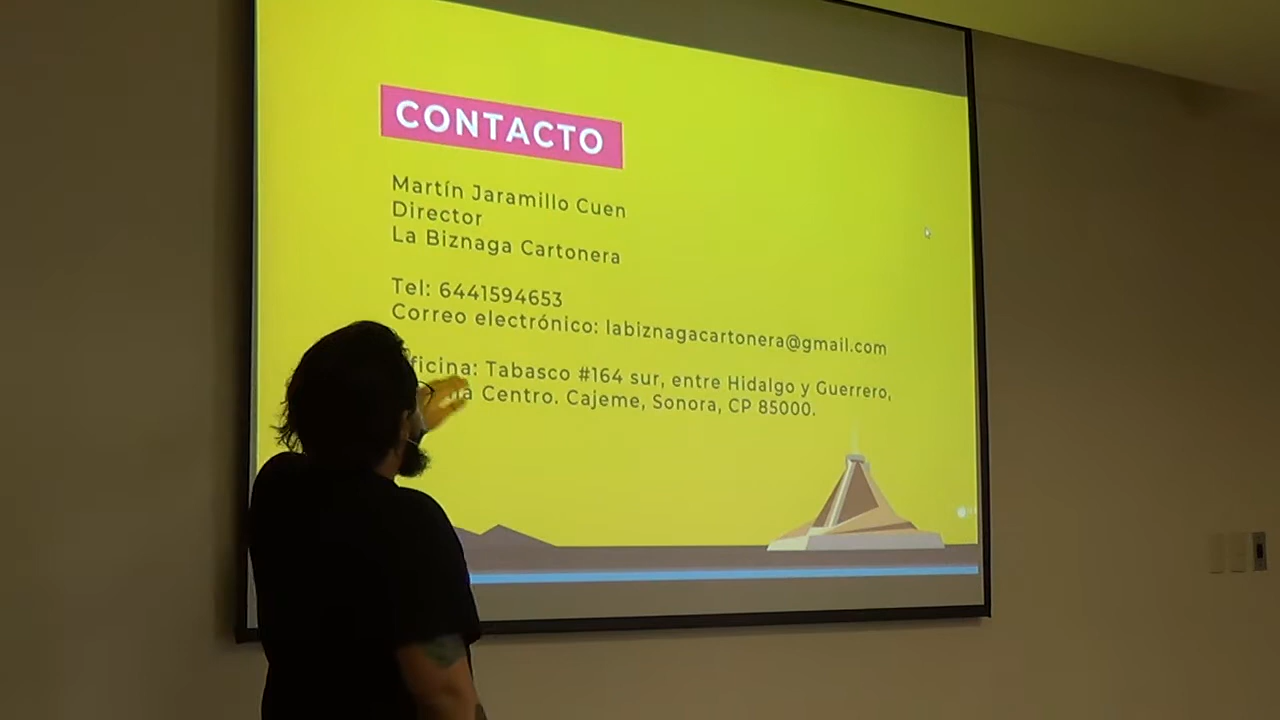 CONTACTO
Martín Jaramillo Cuen
Director
La Biznaga Cartonera
Tel: 6441594653
Correo electrónico: labiznagacartonera@gmail.com
Tabasco #164 sur, entre Hidalgo y Guerrero,
Centro. Cajeme, Sonora, CP 85000.